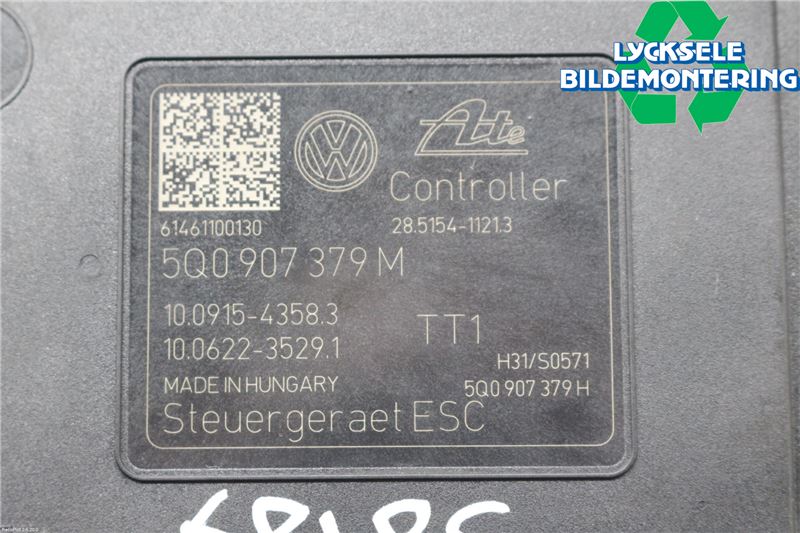 LYCKSELE
BILDEMONTERING
Ate
Controller
61461100130
28.5154-1121.3
5Q0 907 379 M
10.0915-4358.3
TT1
10.0622-3529.1
H31/S0571
MADE IN HUNGARY
5Q0 907 379 H
Steuergeraet ESC